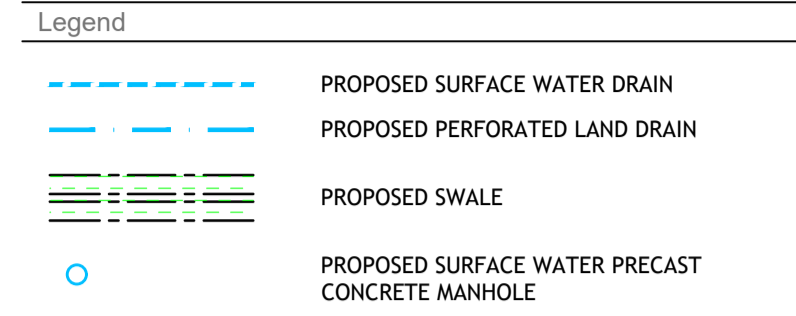 Legend
PROPOSED SURFACE WATER DRAIN
PROPOSED PERFORATED LAND DRAIN
PROPOSED SWALE
PROPOSED SURFACE WATER PRECAST
CONCRETE MANHOLE